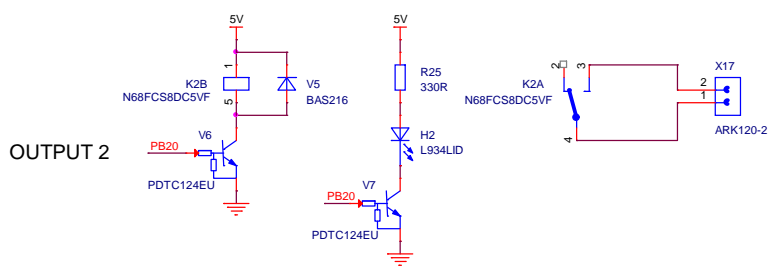 5V
5V
1
K2B
N68FCS8DC5VF
5
V5
BAS216
R25
330R
2
3
K2A
N68FCS8DC5VF
4
X17
2
1
ARK120-2
H2
L934LID
OUTPUT 2
PB20
V6
PDTC124EU
PB20
V7
PDTC124EU